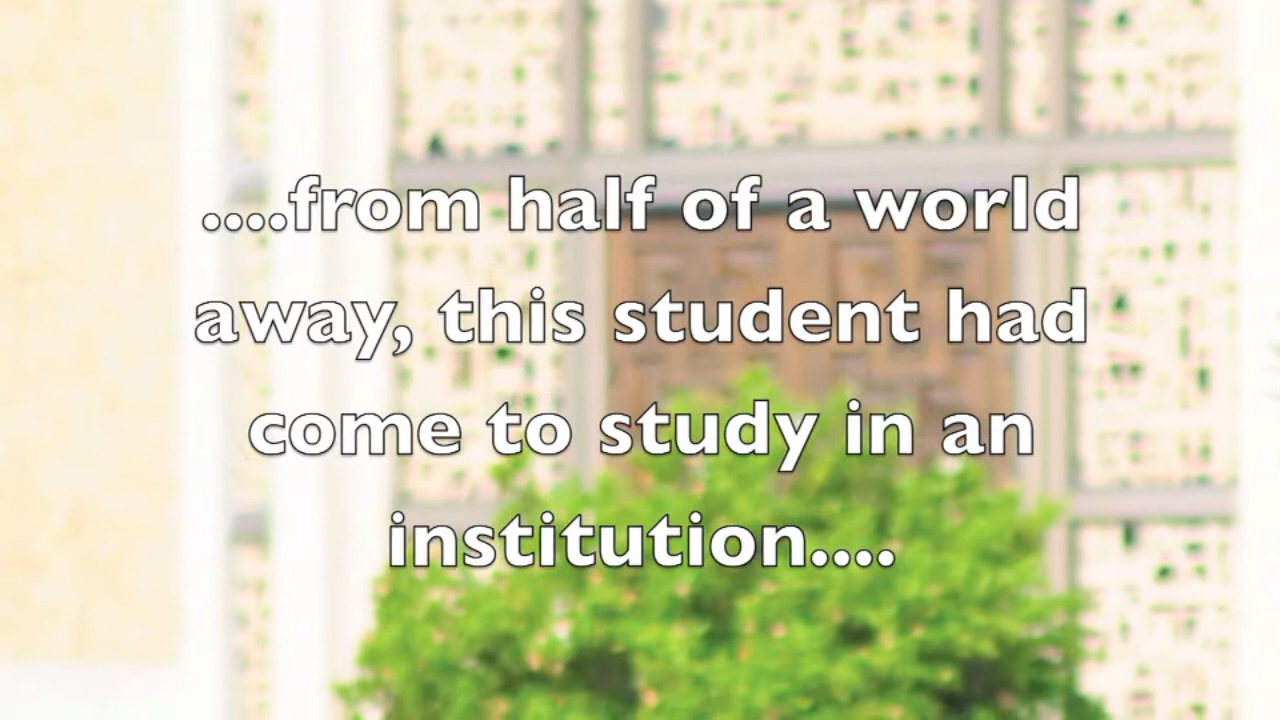 ....from half of a world
away, this student had
come to study in an
institution....